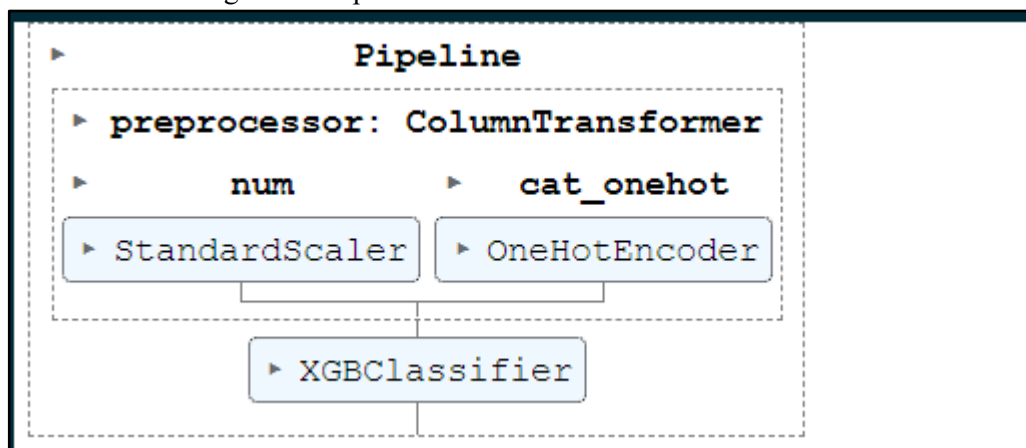 Pipeline
preprocessor: ColumnTransformer
num cat_onehot
StandardScaler OneHotEncoder
XGBClassifier